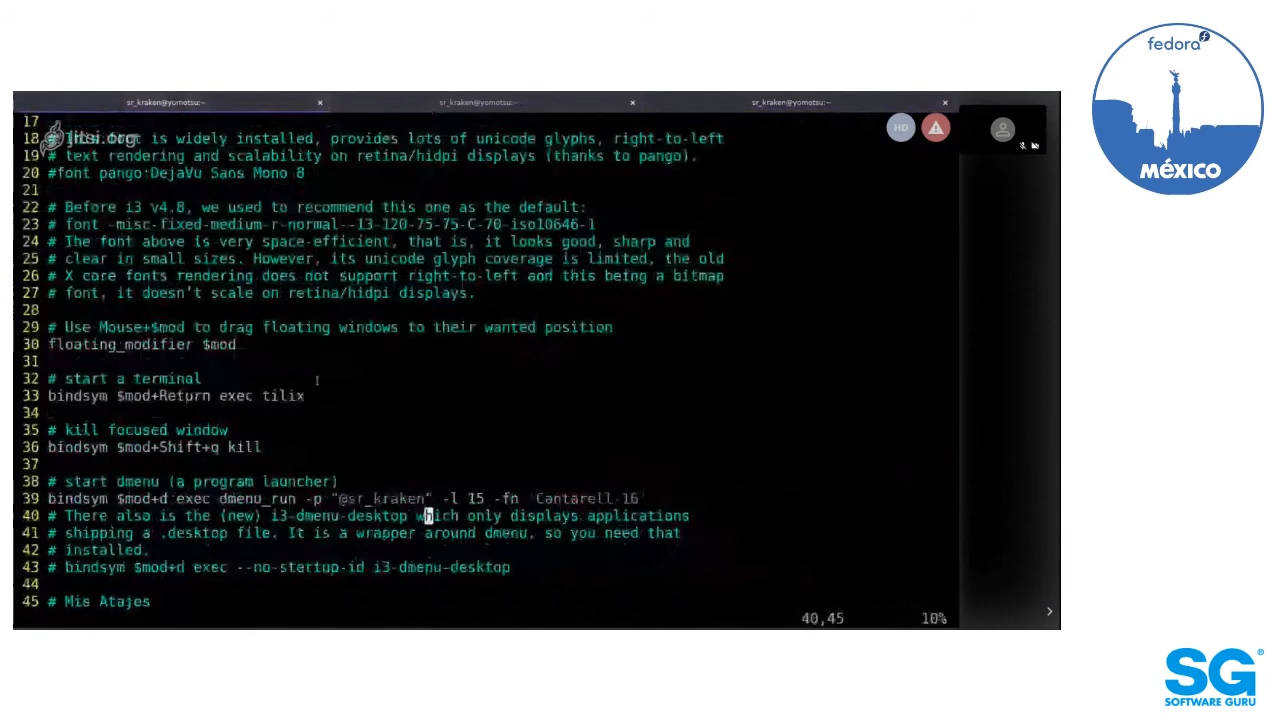 sr_kraken@yomotsu:~ × sr_kraken@yomotsu:~ × sr_kraken@yomotsu:~ ×
17
18 # is widely installed, provides lots of unicode glyphs, right-to-left
jitsi.org
19 # text rendering and scalability on retina/hidpi displays (thanks to pango).
20 #font pango:DejaVu Sans Mono 8
21
22 # Before i3 v4.8, we used to recommend this one as the default:
23 # font -misc-fixed-medium-r-normal--13-120-75-75-C-70-iso10646-1
24 # The font above is very space-efficient, that is, it looks good, sharp and
25 # clear in small sizes. However, its unicode glyph coverage is limited, the old
26 # X core fonts rendering does not support right-to-left and this being a bitmap
27 # font, it doesn't scale on retina/hidpi displays.
28
29 # Use Mouse+$mod to drag floating windows to their wanted position
30 floating_modifier $mod
31
32 # start a terminal
33 bindsym $mod+Return exec tilix
34
35 # kill focused window
36 bindsym $mod+Shift+q kill
37
38 # start dmenu (a program launcher)
39 bindsym $mod+d exec dmenu_run -p "@sr_kraken" -l 15 -fn Cantarell-16
40 # There also is the (new) i3-dmenu-desktop which only displays applications
41 # shipping a .desktop file. It is a wrapper around dmenu, so you need that
42 # installed.
43 # bindsym $mod+d exec --no-startup-id i3-dmenu-desktop
44
45 # Mis Atajes
40,45 10%
HD
fedora
MÉXICO
SG
SOFTWARE GURU